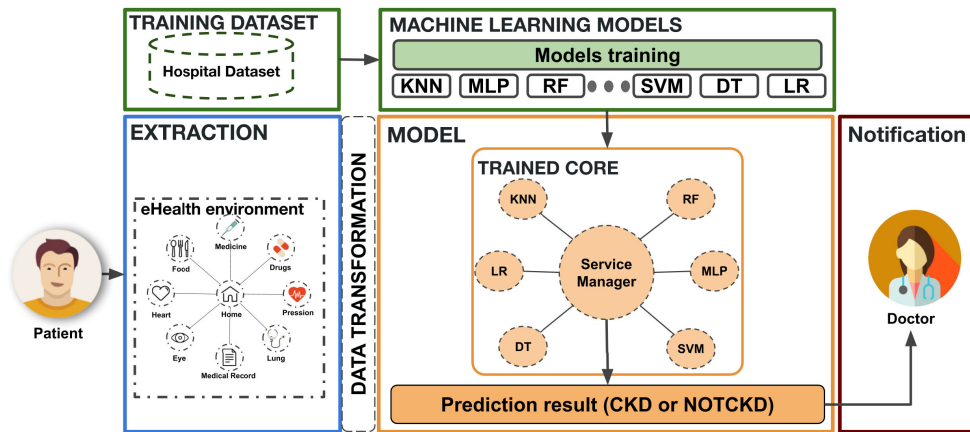 TRAINING DATASET
Hospital Dataset
MACHINE LEARNING MODELS
Models training
KNN MLP RF SVM DT LR
EXTRACTION
eHealth environment
Medicine
Food
Drugs
Heart
Home
Pression
Eye
Lung
Medical Record
Patient
DATA TRANSFORMATION
MODEL
TRAINED CORE
KNN
RF
LR
Service
Manager
MLP
DT
SVM
Prediction result (CKD or NOTCKD)
Notification
Doctor